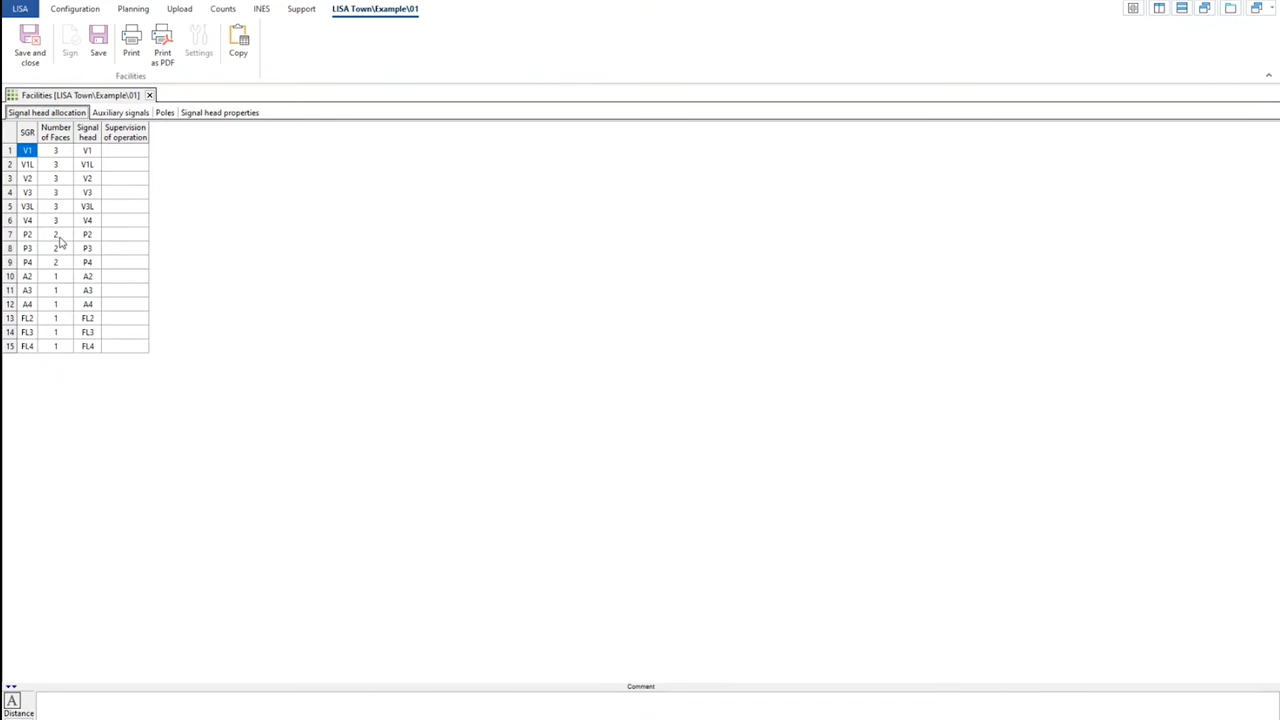 LISA Configuration Planning Upload Counts INES Support LISA Town\Example\01
Save and close Sign Save Print Print as PDF Settings Copy
Facilities
Facilities [LISA Town\Example\01]
Signal head allocation Auxiliary signals Poles Signal head properties
SGR Number of Faces Signal head Supervision of operation
1 V1 3 V1
2 V1L 3 V1L
3 V2 3 V2
4 V3 3 V3
5 V3L 3 V3L
6 V4 3 V4
7 P2 2 P2
8 P3 2 P3
9 P4 2 P4
10 A2 1 A2
11 A3 1 A3
12 A4 1 A4
13 FL2 1 FL2
14 FL3 1 FL3
15 FL4 1 FL4
Comment
A
Distance